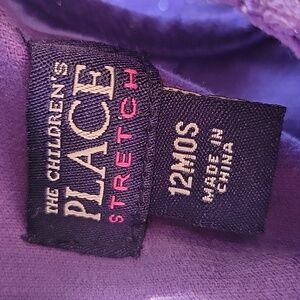 THE CHILDREN'S
PLACE
STRETCH
12MOS
MADE IN
CHINA